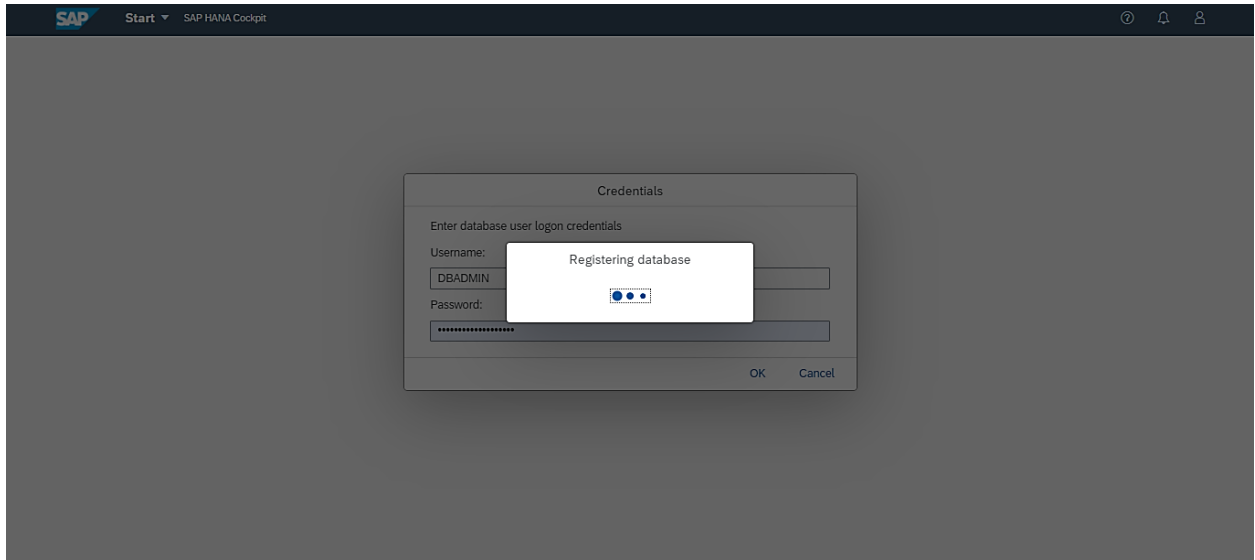 SAP Start SAP HANA Cockpit
Credentials
Enter database user logon credentials
Username:
Registering database
DBADMIN
Password:
•••••••••••••••••••
OK Cancel